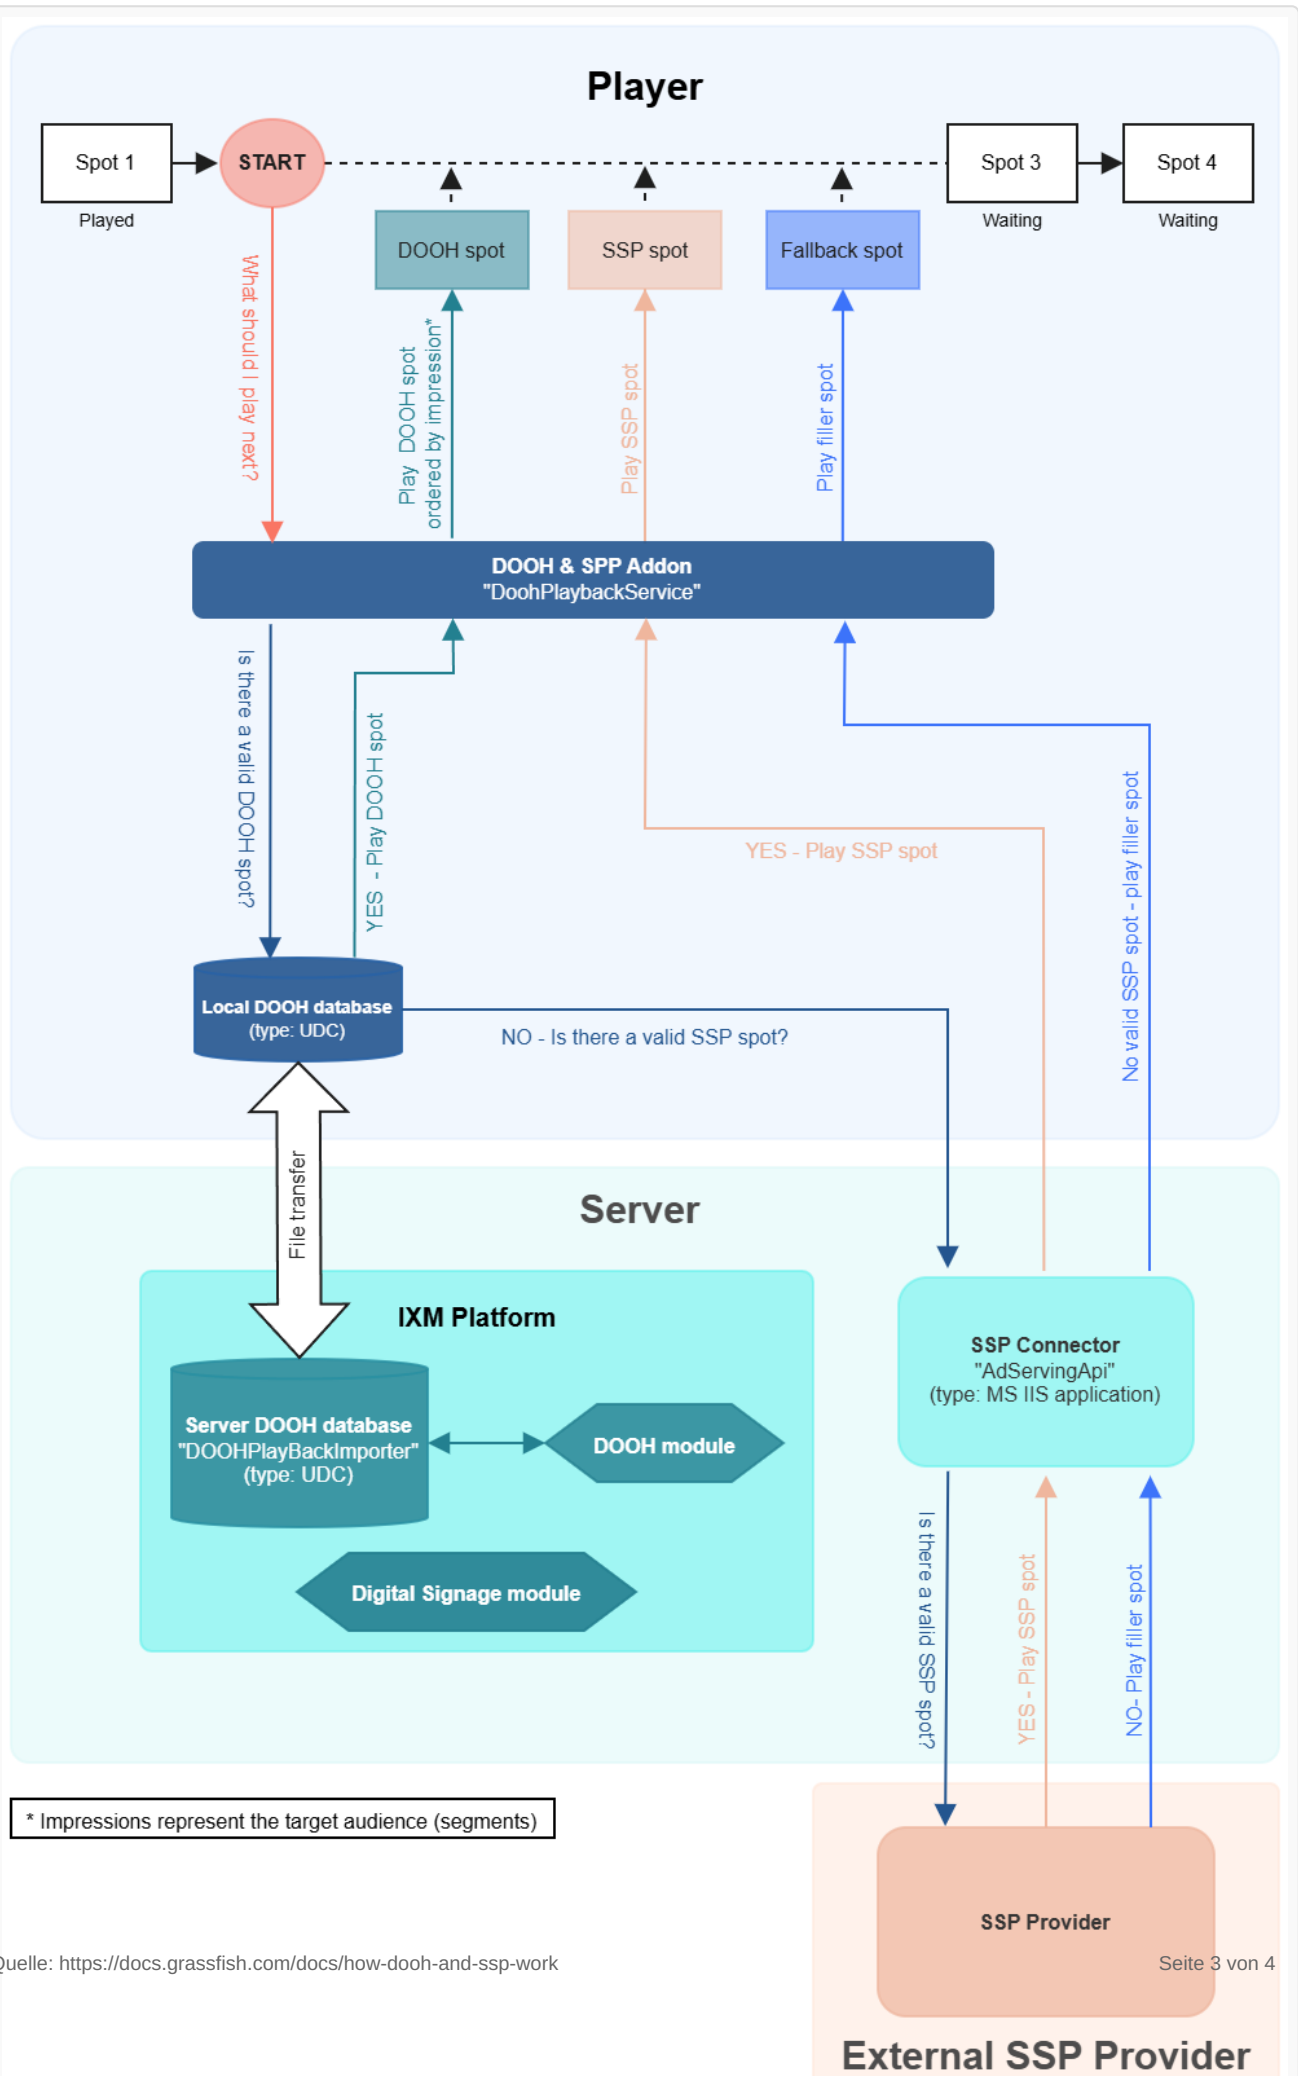 Player
Spot 1
START
Spot 3
Spot 4
Played
Waiting
Waiting
DOOH spot
SSP spot
Fallback spot
What should I play next?
Play DOOH spot
ordered by impression*
Play SSP spot
Play filler spot
DOOH & SPP Addon
"DoohPlaybackService"
Is there a valid DOOH spot?
YES - Play DOOH spot
YES - Play SSP spot
No valid SSP spot - play filler spot
Local DOOH database
(type: UDC)
NO - Is there a valid SSP spot?
File transfer
Server
IXM Platform
Server DOOH database
"DOOHPlayBackImporter"
(type: UDC)
DOOH module
Digital Signage module
SSP Connector
"AdServingApi"
(type: MS IIS application)
Is there a valid SSP spot?
YES - Play SSP spot
NO- Play filler spot
* Impressions represent the target audience (segments)
SSP Provider
Quelle: https://docs.grassfish.com/docs/how-dooh-and-ssp-work
Seite 3 von 4
External SSP Provider